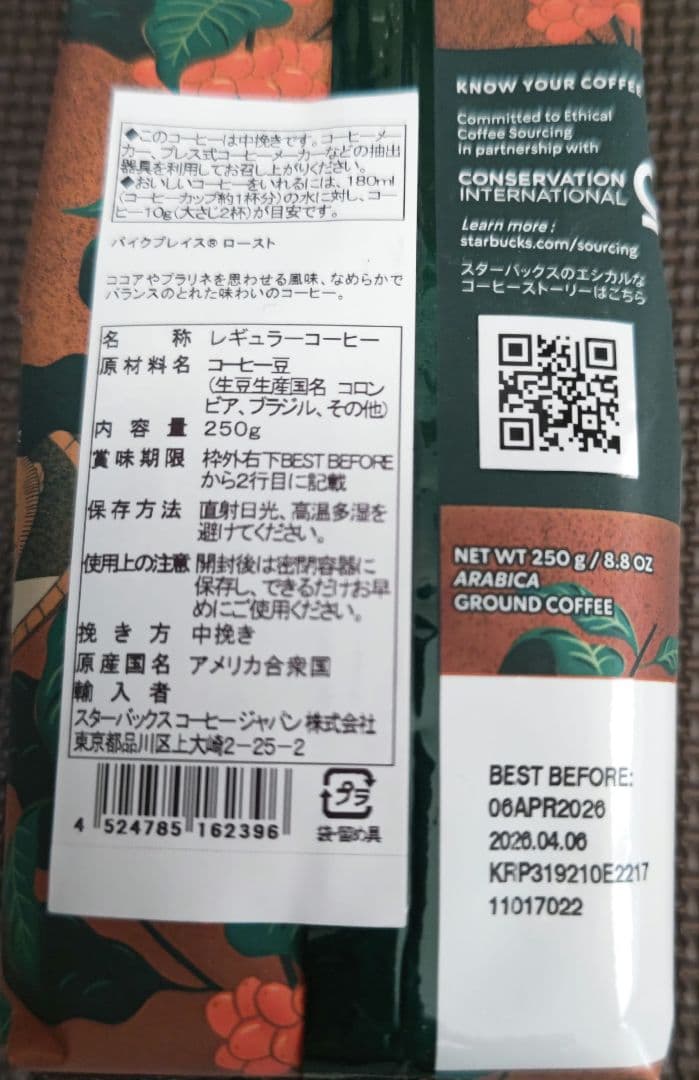 ◆このコーヒーは中挽きです。コーヒーメー
カー、プレス式コーヒーメーカーなどの抽出
器具を利用してお召し上がりください。
◆おいしいコーヒーをいれるには、180ml
(コーヒーカップ約1杯分)の水に対し、コー
ヒー10g(大さじ2杯)が目安です。
パイクプレイス® ロースト
ココアやプラリネを思わせる風味、なめらかで
バランスのとれた味わいのコーヒー。
名称 レギュラーコーヒー
原材料名 コーヒー豆
(生豆生産国名 コロン
ビア、ブラジル、その他)
内容量 250g
賞味期限 枠外右下BEST BEFORE
から2行目に記載
保存方法 直射日光、高温多湿を
避けてください。
使用上の注意 開封後は密閉容器に
保存し、できるだけお早
めにご使用ください。
挽き方 中挽き
原産国名 アメリカ合衆国
輸入者
スターバックス コーヒー ジャパン 株式会社
東京都品川区上大崎2-25-2
4 524785 162396
プラ
袋・留め具
KNOW YOUR COFFEE
Committed to Ethical
Coffee Sourcing
in partnership with
CONSERVATION
INTERNATIONAL
Learn more:
starbucks.com/sourcing
スターバックスのエシカルな
コーヒーストーリーはこちら
NET WT 250 g / 8.8 OZ
ARABICA
GROUND COFFEE
BEST BEFORE:
06APR2026
2026.04.06
KRP319210E2217
11017022